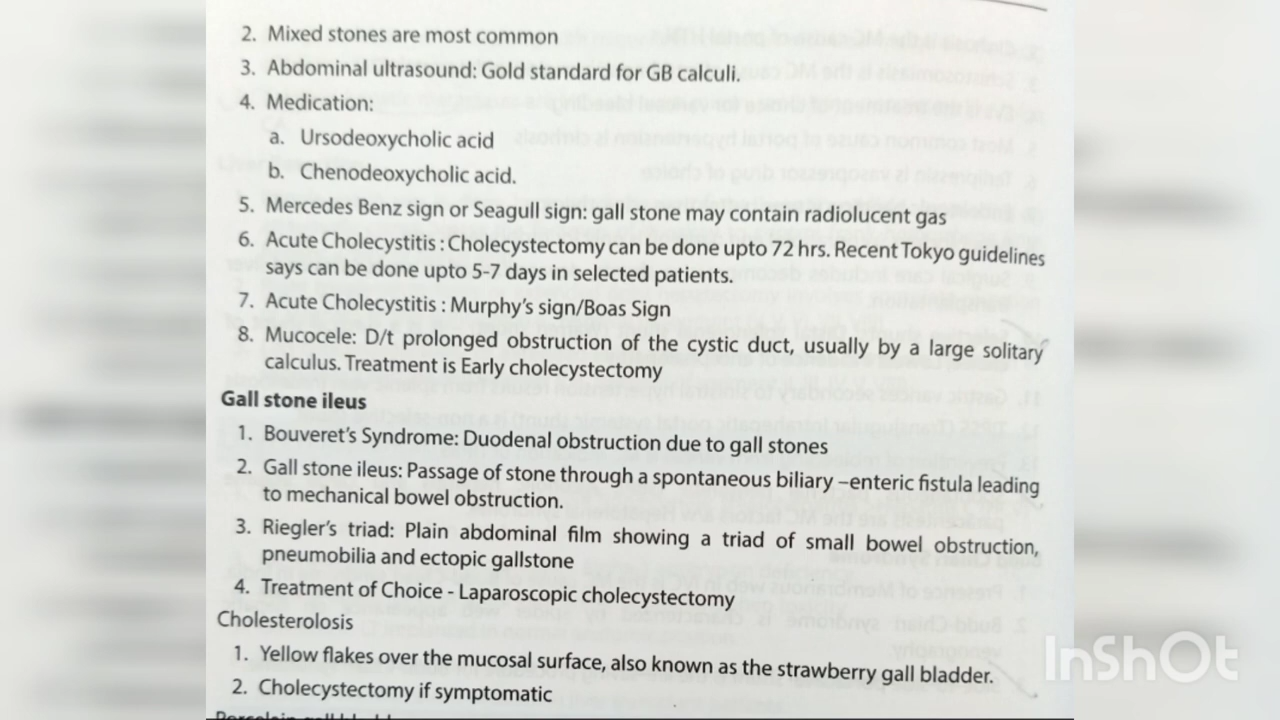 2. Mixed stones are most common
3. Abdominal ultrasound: Gold standard for GB calculi.
4. Medication:
a. Ursodeoxycholic acid
b. Chenodeoxycholic acid.
5. Mercedes Benz sign or Seagull sign: gall stone may contain radiolucent gas
6. Acute Cholecystitis : Cholecystectomy can be done upto 72 hrs. Recent Tokyo guidelines
says can be done upto 5-7 days in selected patients.
7. Acute Cholecystitis : Murphy's sign/Boas Sign
8. Mucocele: D/t prolonged obstruction of the cystic duct, usually by a large solitary
calculus. Treatment is Early cholecystectomy
Gall stone ileus
1. Bouveret's Syndrome: Duodenal obstruction due to gall stones
2. Gall stone ileus: Passage of stone through a spontaneous biliary –enteric fistula leading
to mechanical bowel obstruction.
3. Riegler's triad: Plain abdominal film showing a triad of small bowel obstruction,
pneumobilia and ectopic gallstone
4. Treatment of Choice - Laparoscopic cholecystectomy
Cholesterolosis
1. Yellow flakes over the mucosal surface, also known as the strawberry gall bladder.
2. Cholecystectomy if symptomatic
InShOt